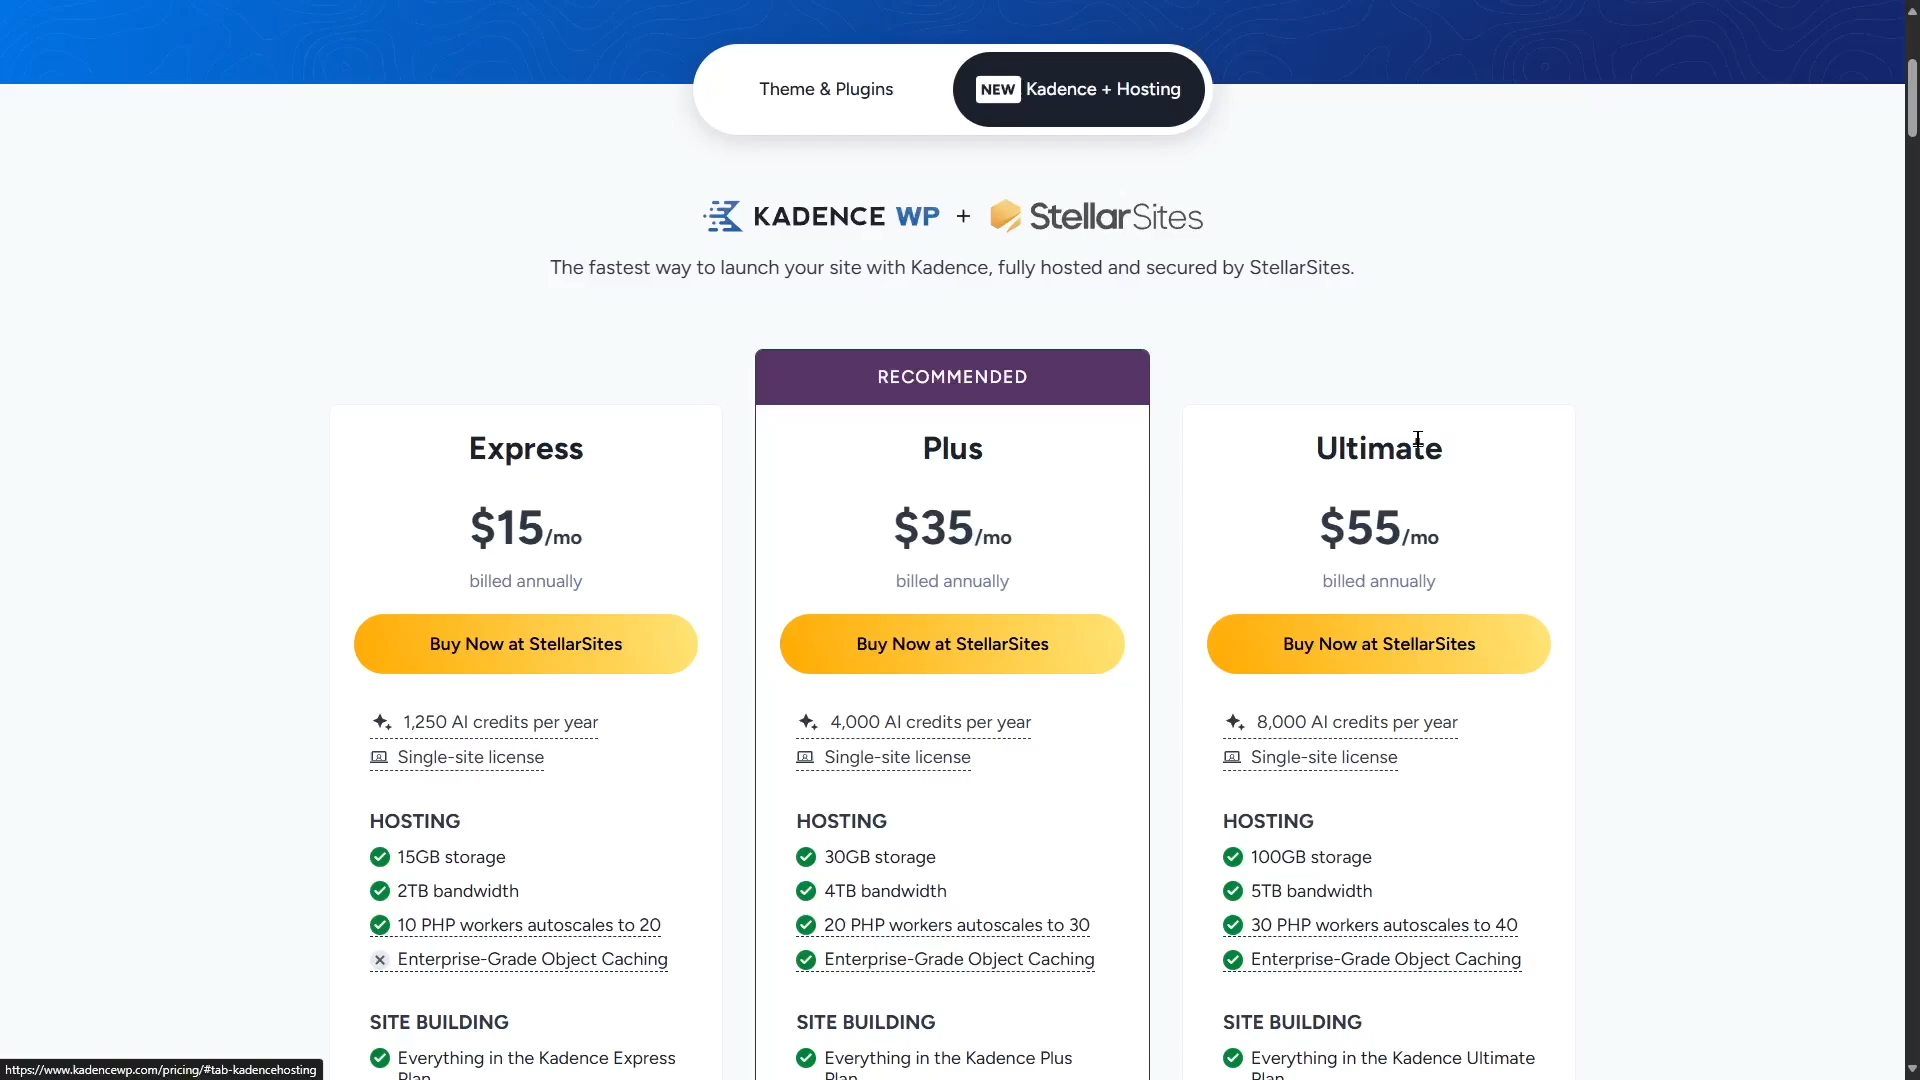 Theme & Plugins
NEW Kadence + Hosting
KADENCE WP + StellarSites
The fastest way to launch your site with Kadence, fully hosted and secured by StellarSites.
RECOMMENDED
Express
$15/mo
billed annually
Buy Now at StellarSites
1,250 AI credits per year
Single-site license
HOSTING
15GB storage
2TB bandwidth
10 PHP workers autoscales to 20
Enterprise-Grade Object Caching
SITE BUILDING
Everything in the Kadence Express
Plan
Plus
$35/mo
billed annually
Buy Now at StellarSites
4,000 AI credits per year
Single-site license
HOSTING
30GB storage
4TB bandwidth
20 PHP workers autoscales to 30
Enterprise-Grade Object Caching
SITE BUILDING
Everything in the Kadence Plus
Plan
Ultimate
$55/mo
billed annually
Buy Now at StellarSites
8,000 AI credits per year
Single-site license
HOSTING
100GB storage
5TB bandwidth
30 PHP workers autoscales to 40
Enterprise-Grade Object Caching
SITE BUILDING
Everything in the Kadence Ultimate
Plan
https://www.kadencewp.com/pricing/#tab-kadencehosting